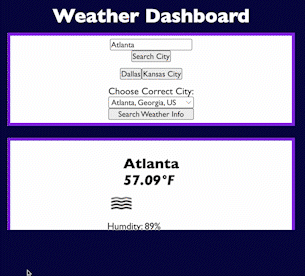 Weather Dashboard
Atlanta
Search City
Dallas Kansas City
Choose Correct City:
Atlanta, Georgia, US
Search Weather Info
Atlanta
57.09°F
Humdity: 89%